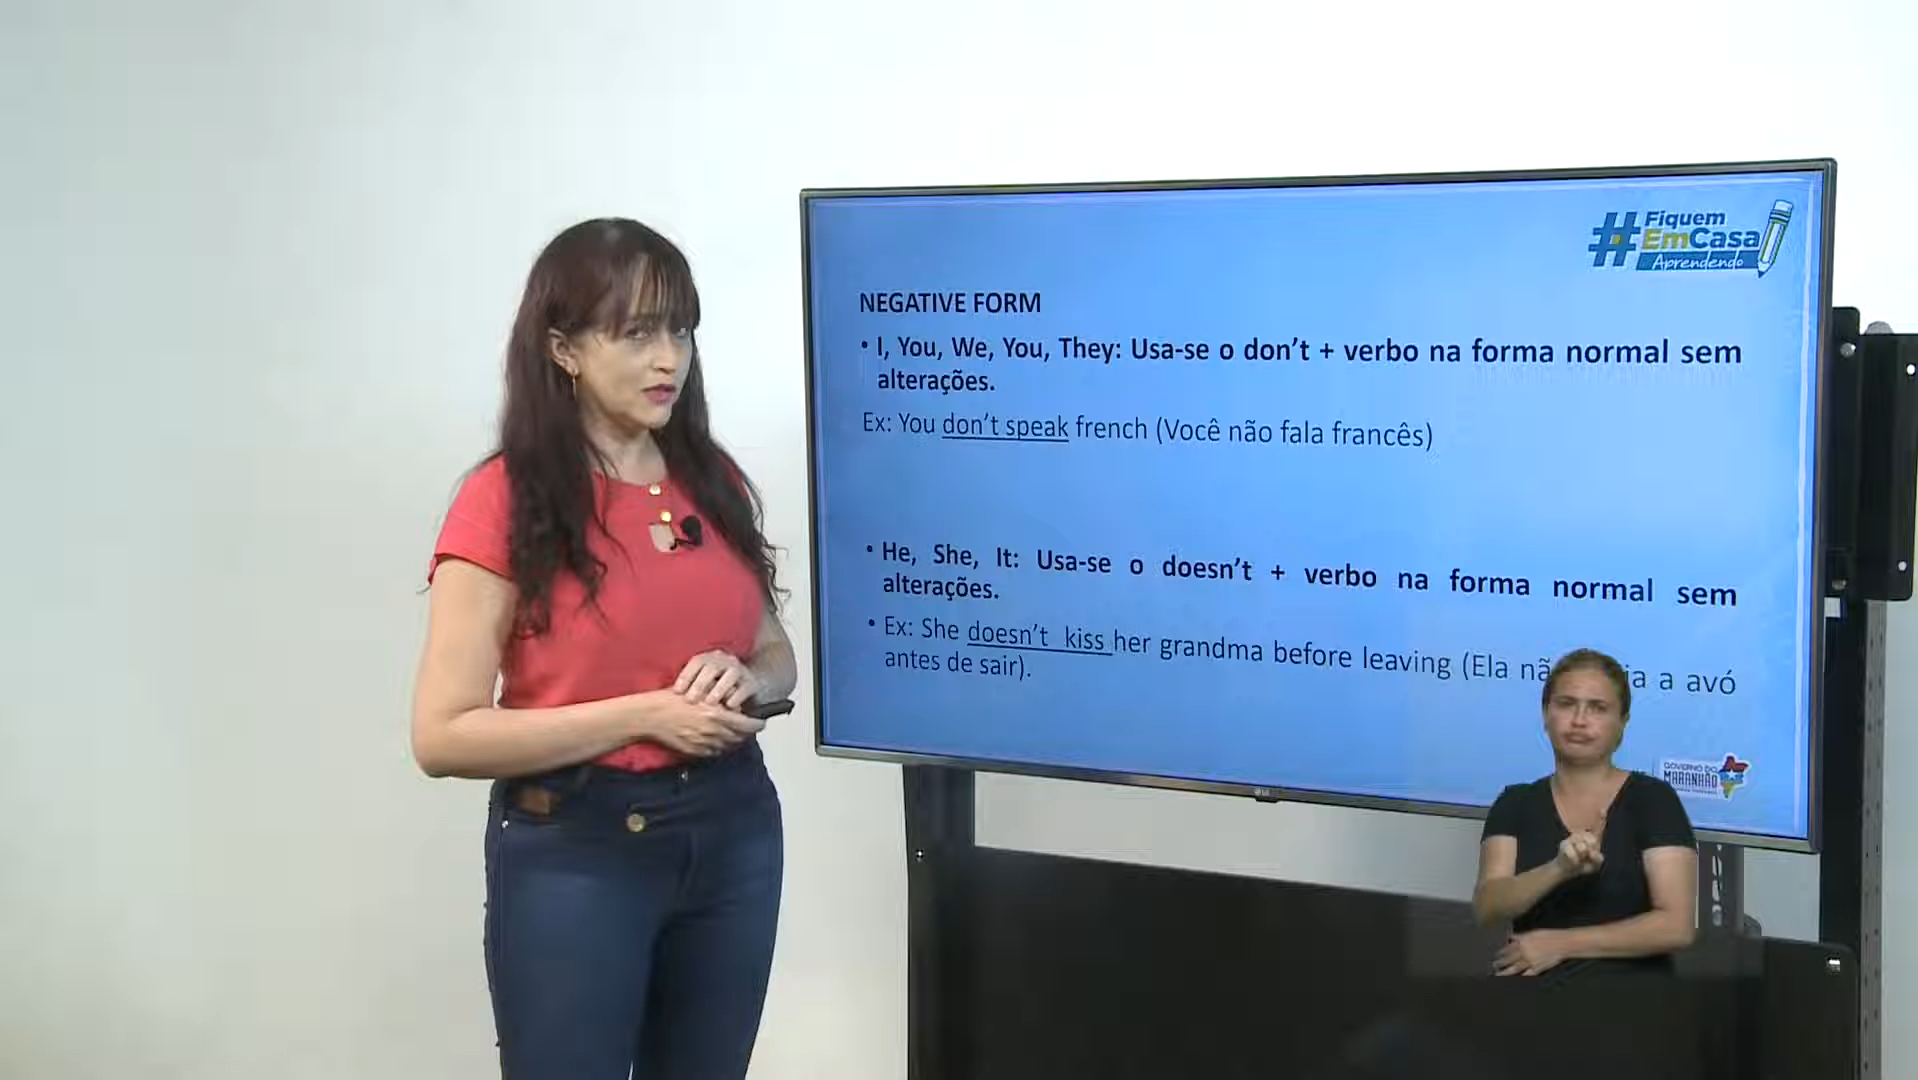 #Fiquem
EmCasa
Aprendendo
NEGATIVE FORM
• I, You, We, You, They: Usa-se o don’t + verbo na forma normal sem
alterações.
Ex: You don’t speak french (Você não fala francês)
• He, She, It: Usa-se o doesn’t + verbo na forma normal sem
alterações.
• Ex: She doesn’t kiss her grandma before leaving (Ela a avó
antes de sair).
GOVERNO DO
MARANHÃO
LG